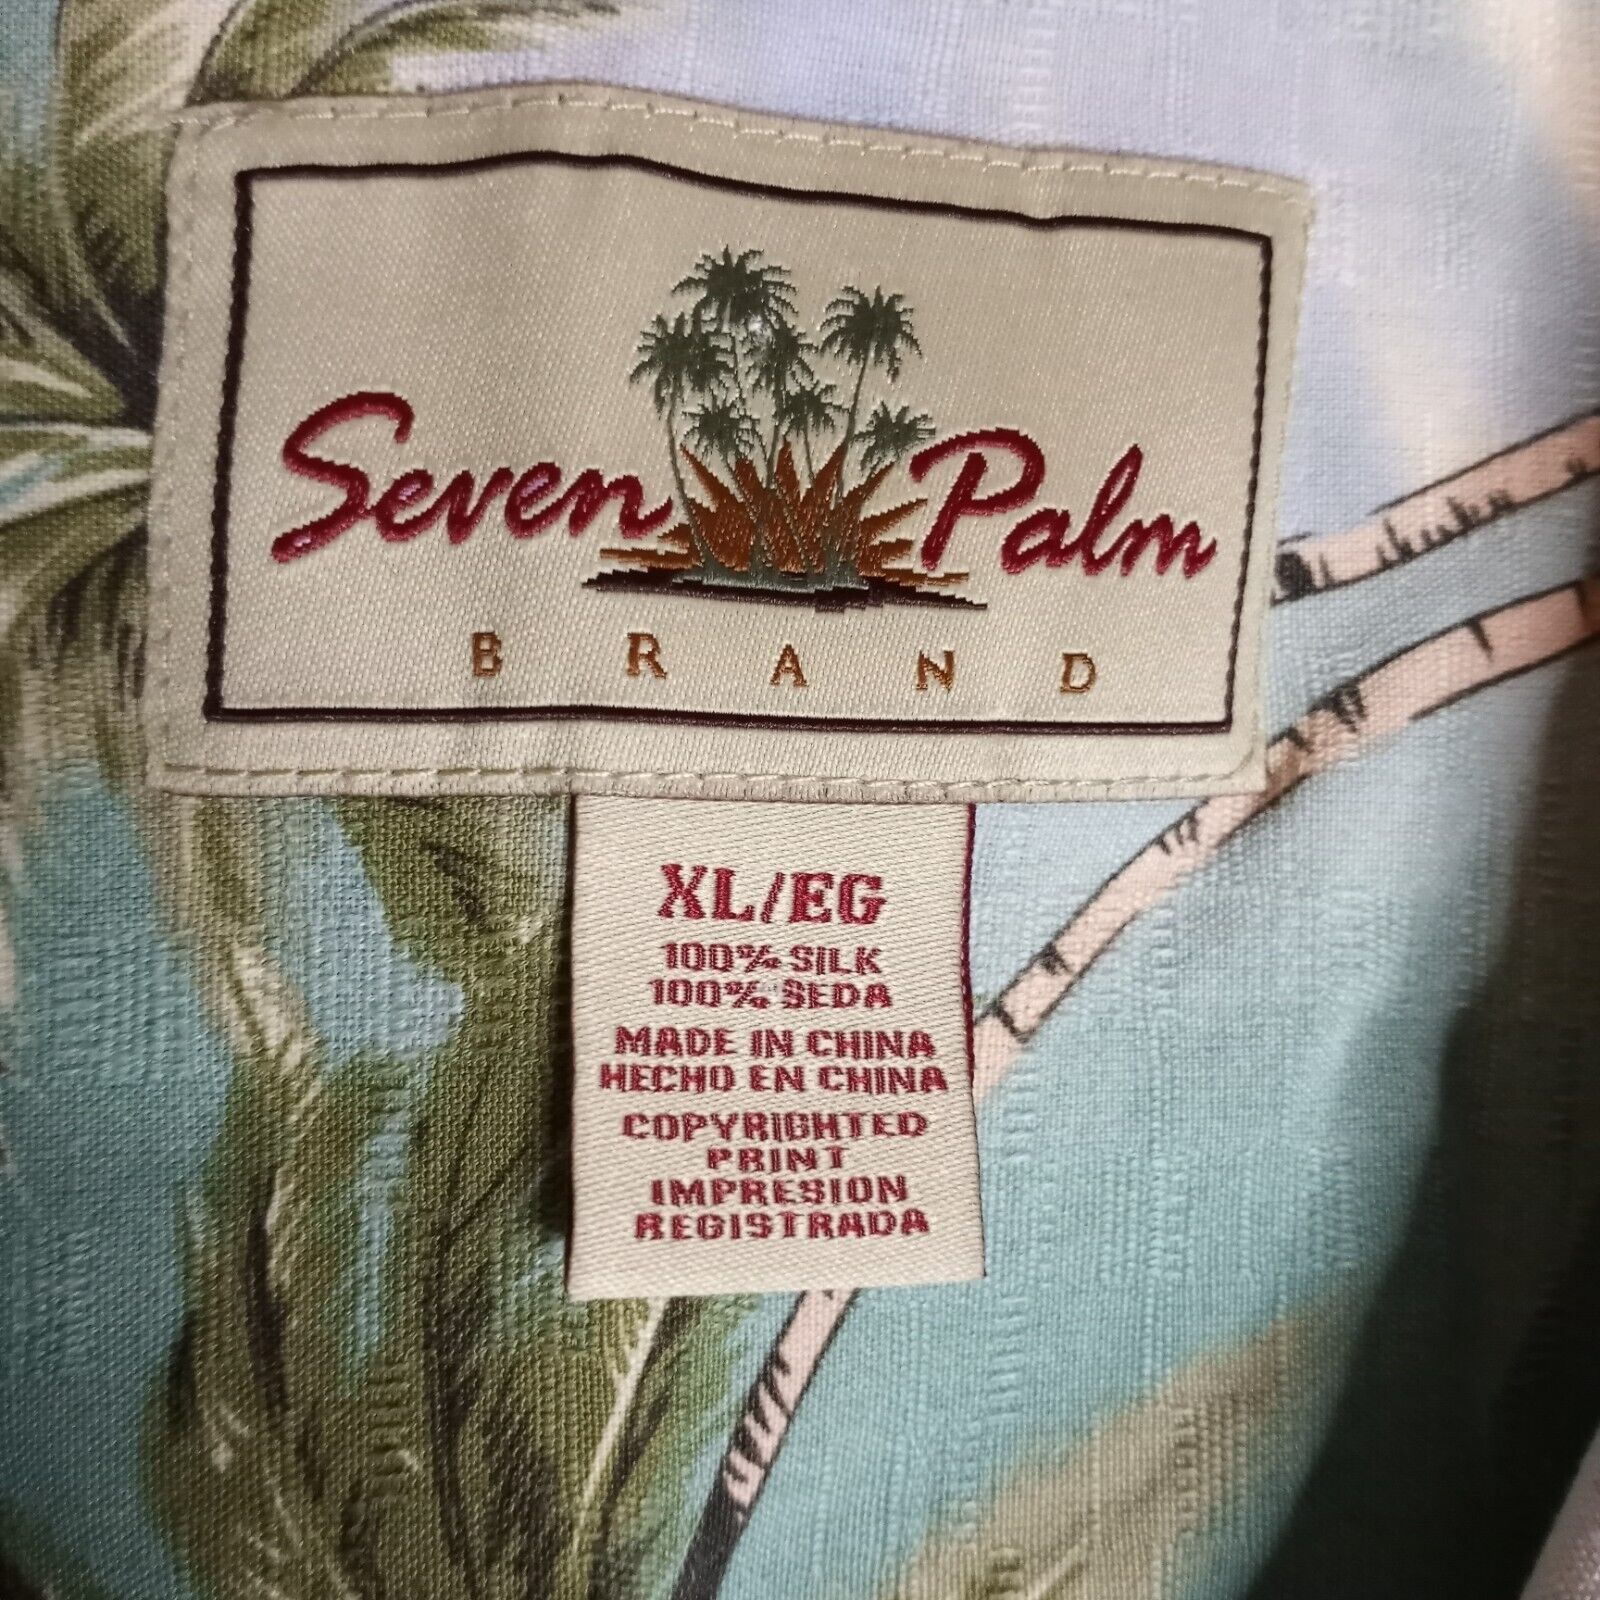 Seven Palm
BRAND
XL/EG
100% SILK
100% SEDA
MADE IN CHINA
HECHO EN CHINA
COPYRIGHTED
PRINT
IMPRESION
REGISTRADA